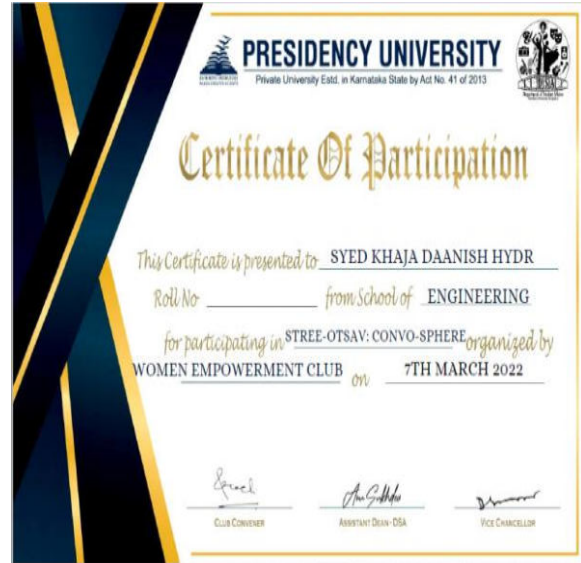 PRESIDENCY UNIVERSITY
Private University Estd. in Karnataka State by Act No. 41 of 2013
Certificate Of Participation
This Certificate is presented to SYED KHAJA DAANISH HYDR
Roll No from School of ENGINEERING
for participating in STREE-OTSAV: CONVO-SPHERE organized by
WOMEN EMPOWERMENT CLUB on 7TH MARCH 2022
CLUB CONVENER ASSISTANT DEAN-DSA VICE CHANCELLOR